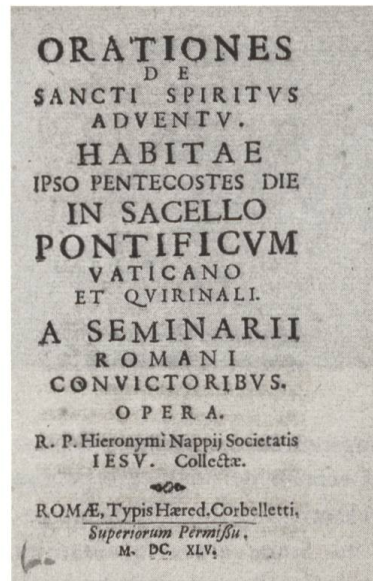 ORATIONES
DE
SANCTI SPIRITVS
ADVENTV.
HABITAE
IPSO PENTECOSTES DIE
IN SACELLO
PONTIFICVM
VATICANO
ET QVIRINALI.
A SEMINARII
ROMANI
CONVICTORIBVS.
OPERA.
R. P. Hieronymi Nappij Societatis
IESV. Collectæ.
ROMÆ, Typis Hæred. Corbelletti,
Superiorum Permissu.
M. DC. XLV.